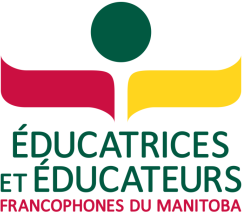 ÉDUCATRICES
ET ÉDUCATEURS
FRANCOPHONES DU MANITOBA